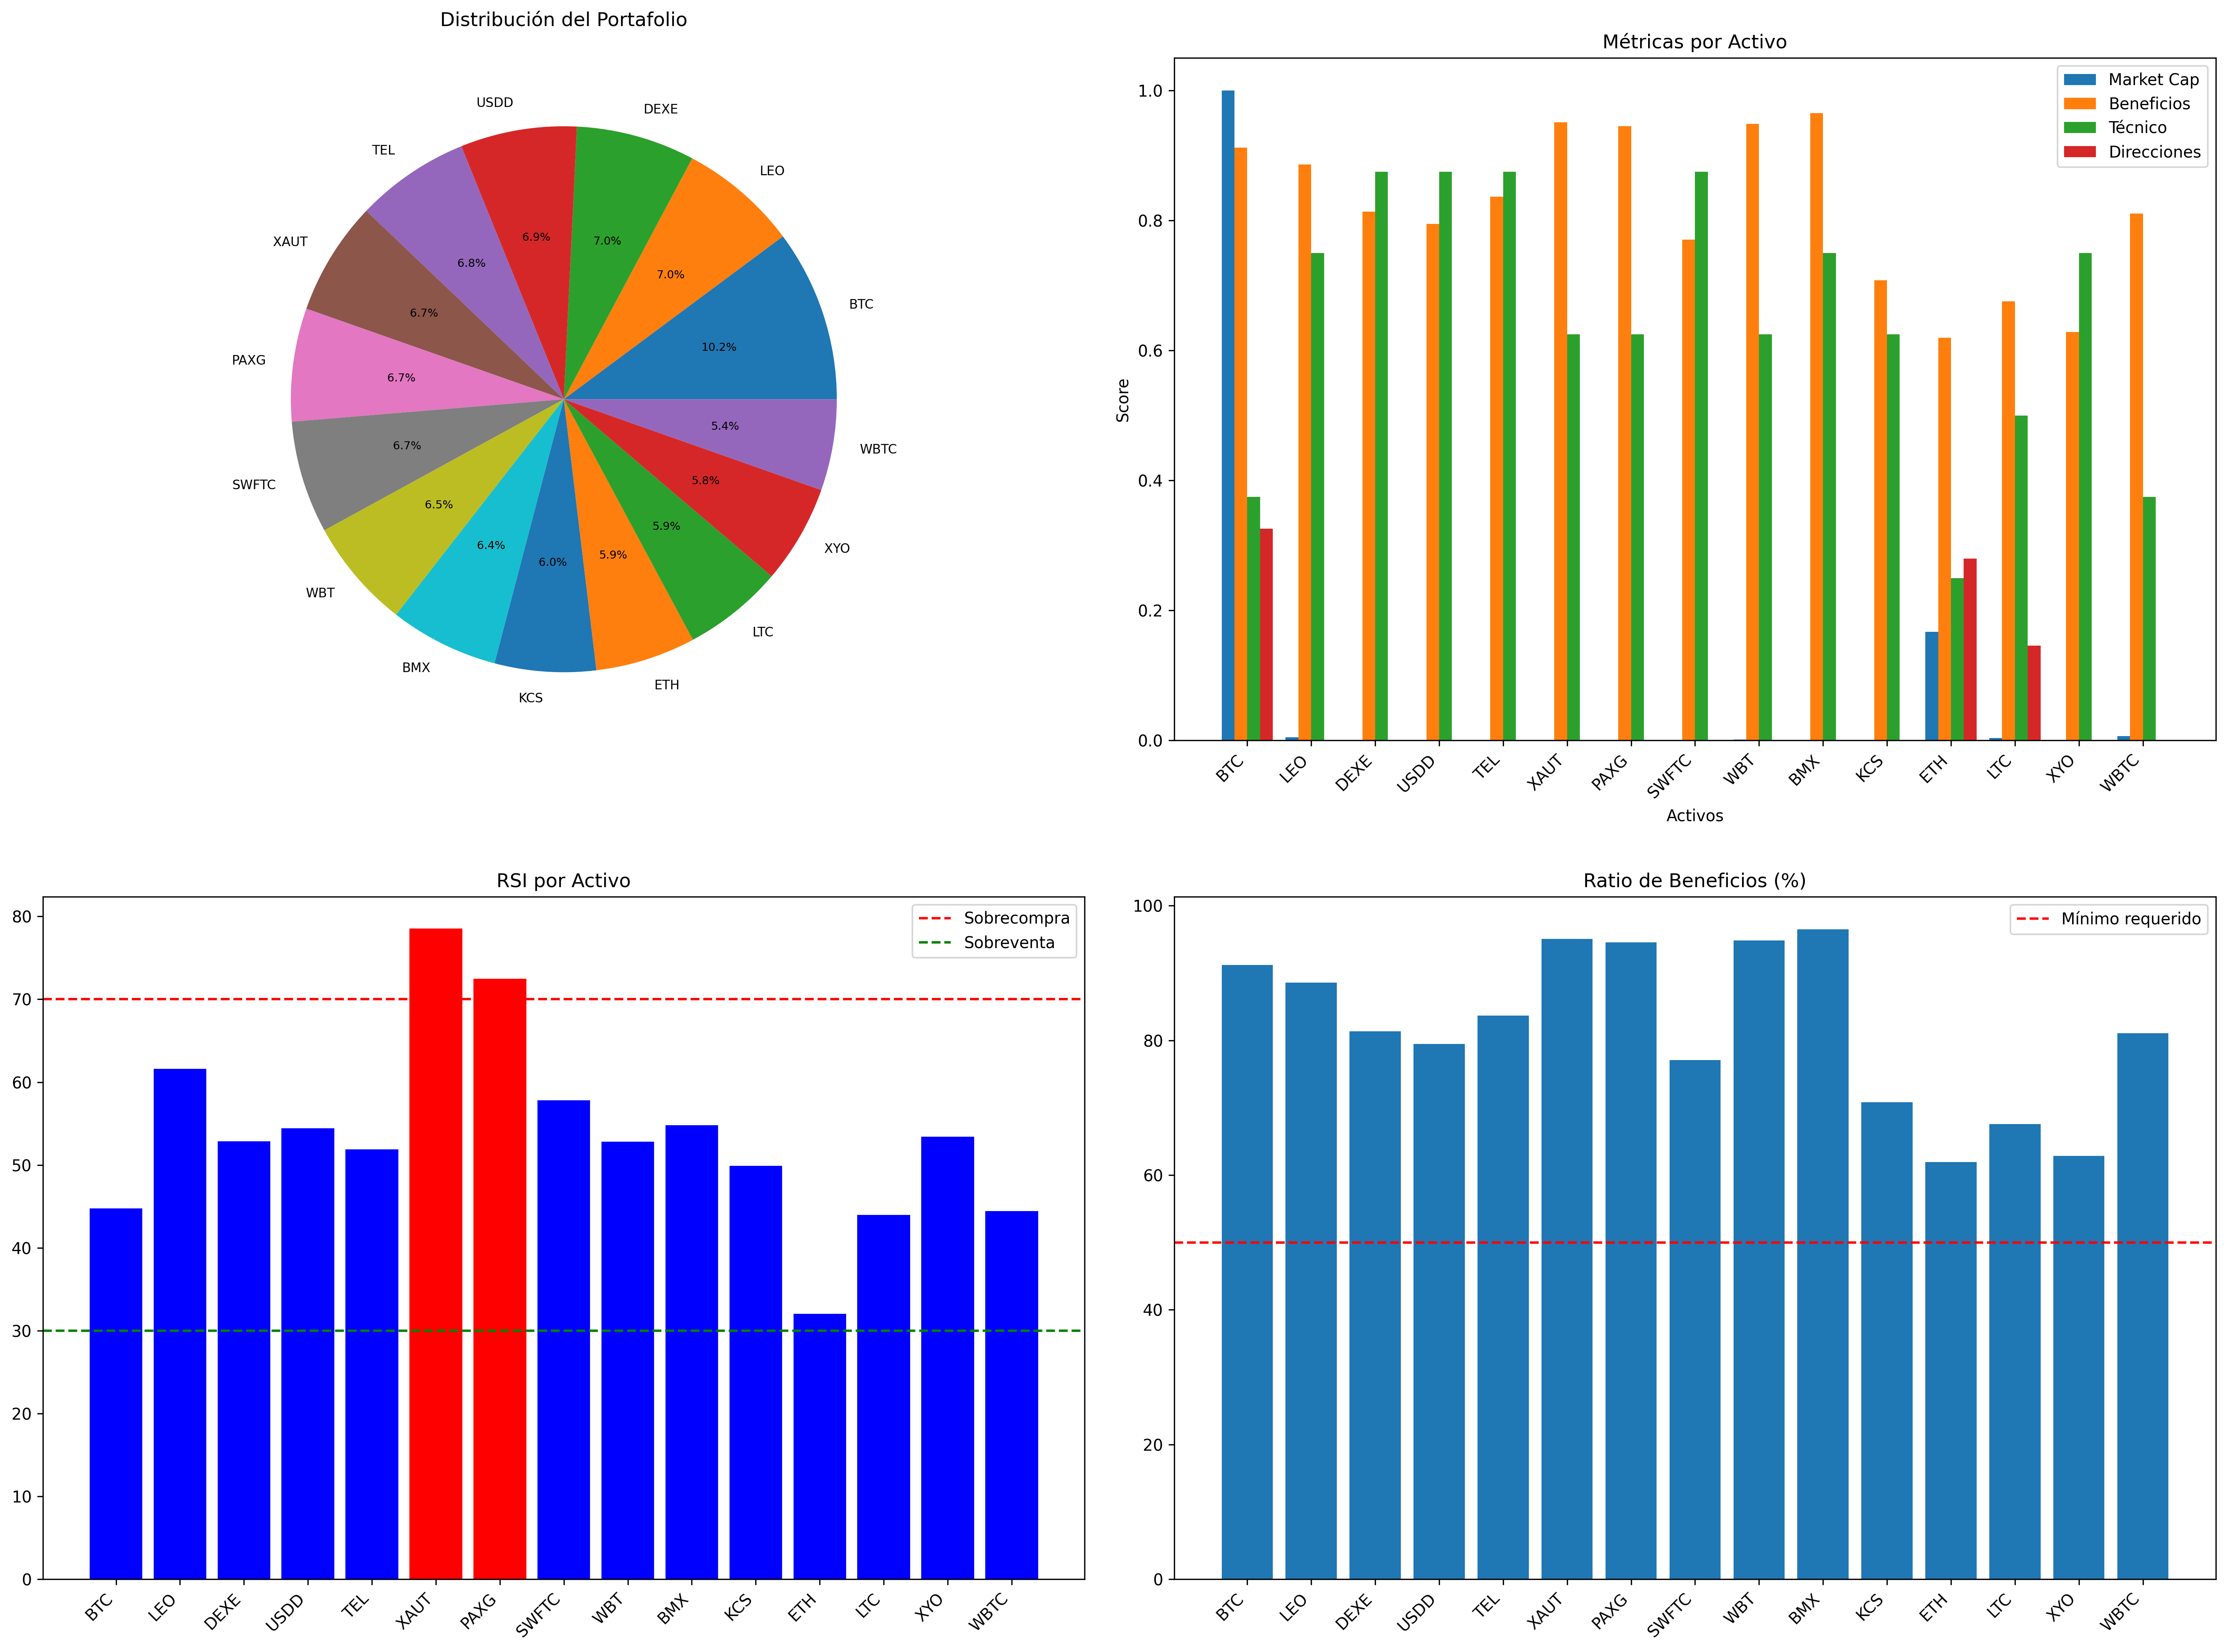 Distribución del Portafolio
USDD
DEXE
TEL
LEO
XAUT
BTC
PAXG
WBTC
SWFTC
XYO
WBT
LTC
BMX
ETH
KCS
6.9%
7.0%
6.8%
7.0%
6.7%
10.2%
6.7%
5.4%
6.7%
5.8%
6.5%
5.9%
6.4%
6.0%
5.9%
Métricas por Activo
Market Cap
Beneficios
Técnico
Direcciones
Score
1.0
0.8
0.6
0.4
0.2
0.0
BTC
LEO
DEXE
USDD
TEL
XAUT
PAXG
SWFTC
WBT
BMX
KCS
ETH
LTC
XYO
WBTC
Activos
RSI por Activo
Sobrecompra
Sobreventa
80
70
60
50
40
30
20
10
0
BTC
LEO
DEXE
USDD
TEL
XAUT
PAXG
SWFTC
WBT
BMX
KCS
ETH
LTC
XYO
WBTC
Ratio de Beneficios (%)
Mínimo requerido
100
80
60
40
20
0
BTC
LEO
DEXE
USDD
TEL
XAUT
PAXG
SWFTC
WBT
BMX
KCS
ETH
LTC
XYO
WBTC